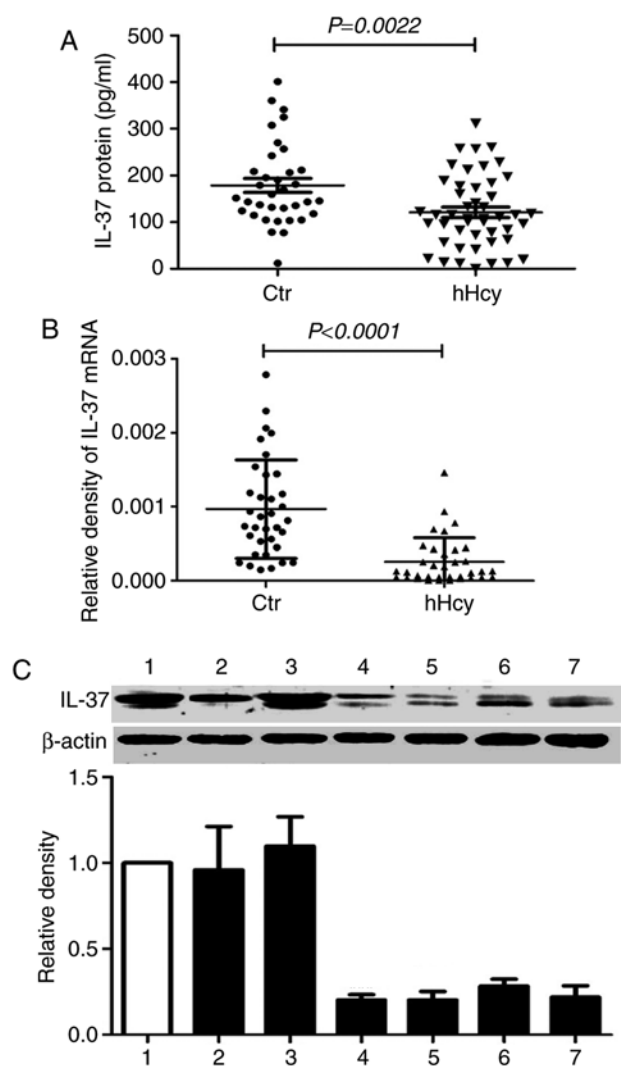 A
P=0.0022
IL-37 protein (pg/ml)
500
400
300
200
100
0
Ctr hHcy
B
P<0.0001
Relative density of IL-37 mRNA
0.003
0.002
0.001
0.000
Ctr hHcy
C
1 2 3 4 5 6 7
IL-37
β-actin
Relative density
1.5
1.0
0.5
0.0
1 2 3 4 5 6 7